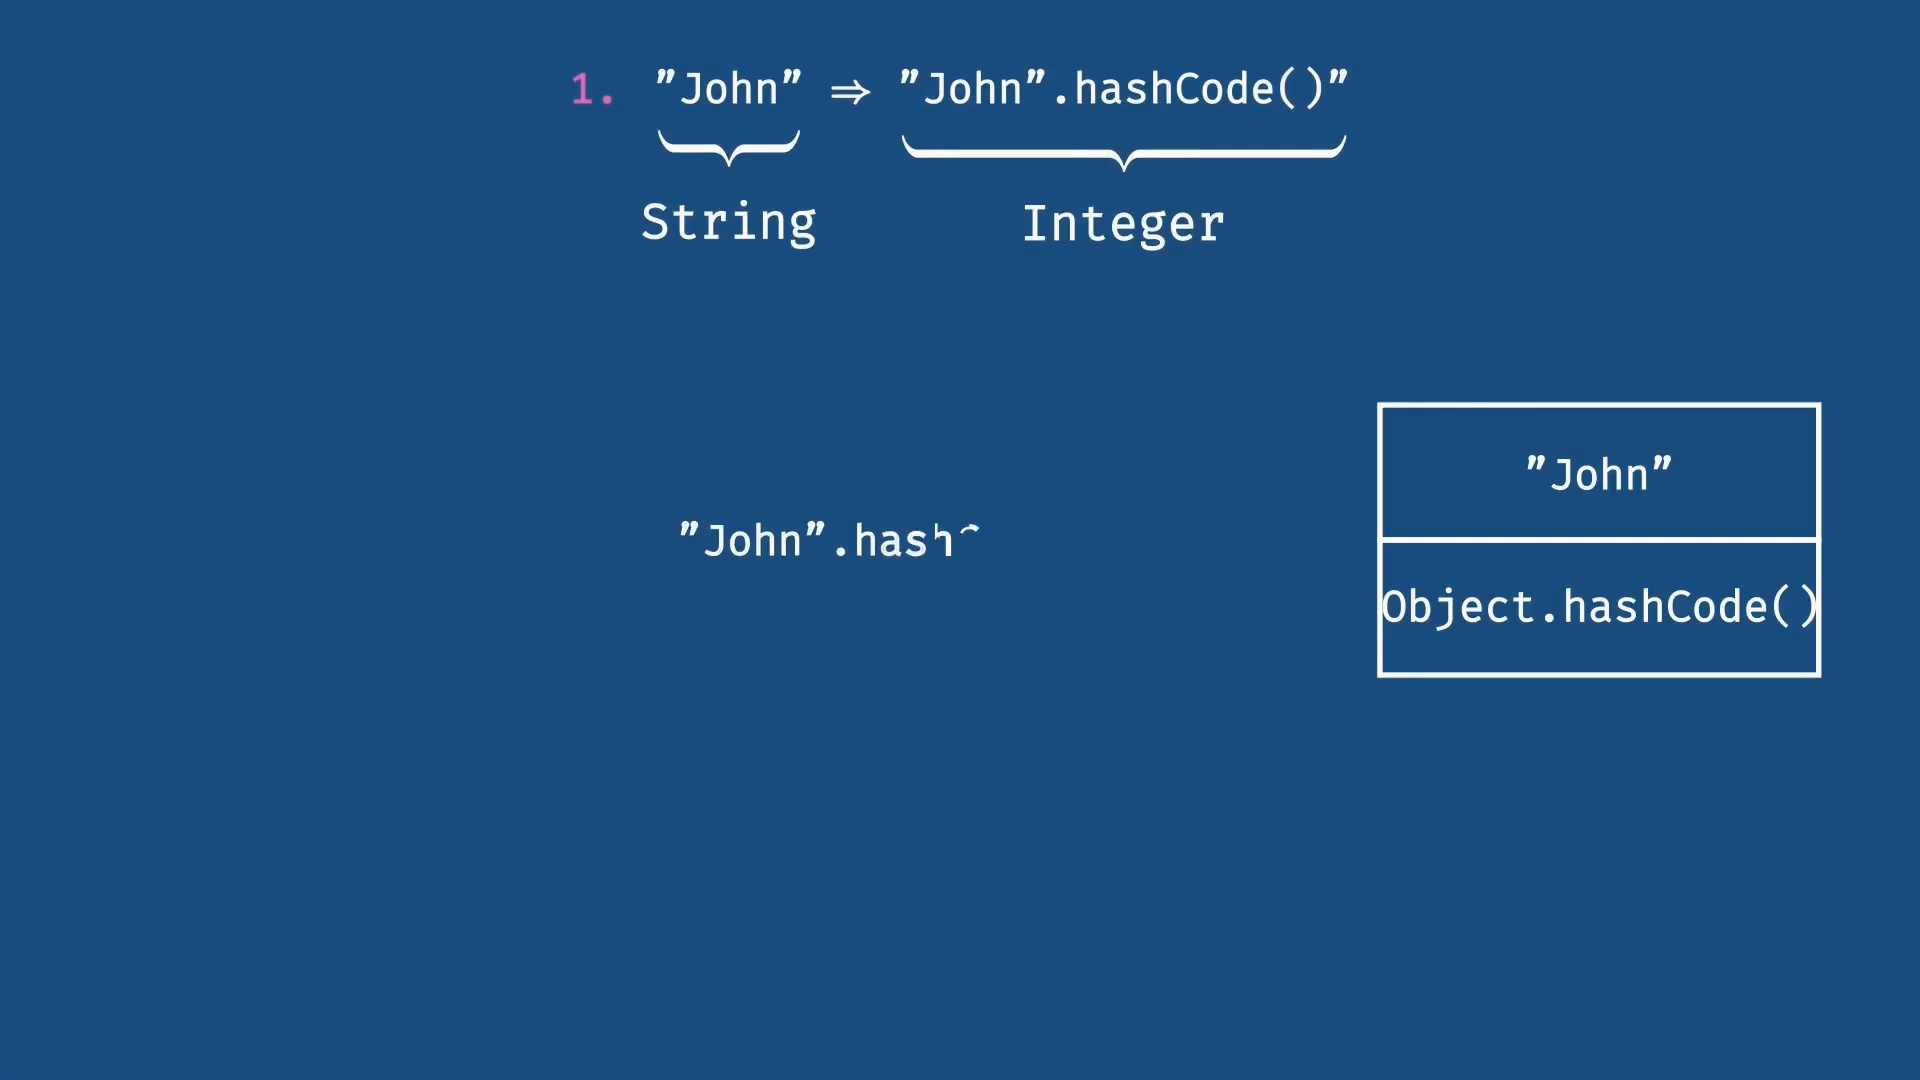 1. "John" ⇒ "John".hashCode()"
String Integer
"John"
"John".hash
Object.hashCode()